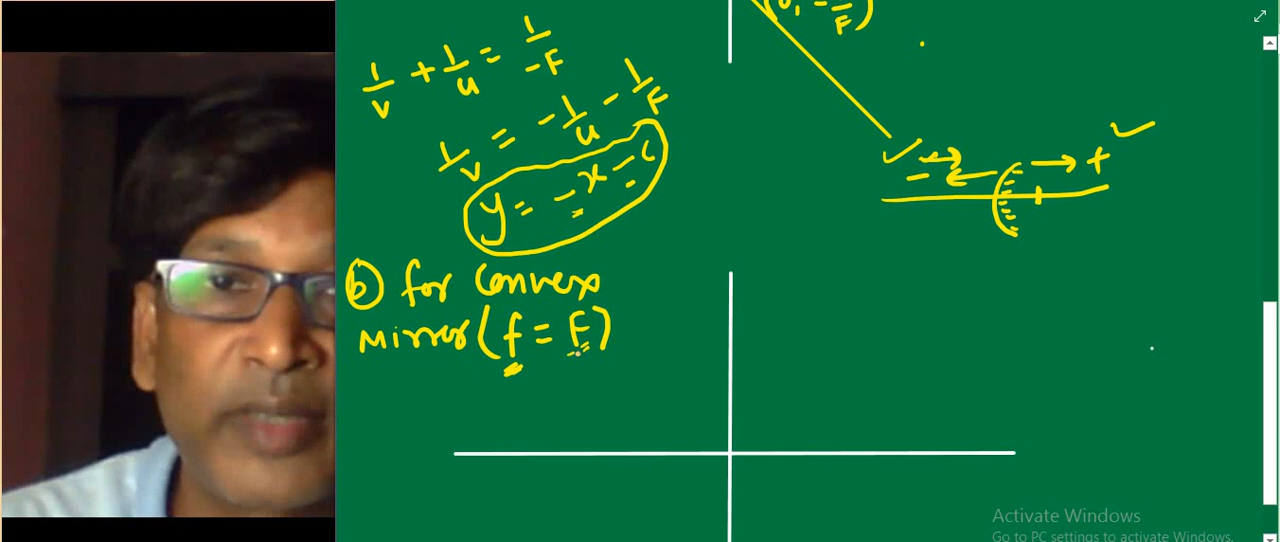 1/v + 1/u = 1/-F
1/v = -1/u - 1/F
y = -x - c
(0, -1/F)
- → +
(b) for convex
mirror (f = F)
Activate Windows
Go to PC settings to activate Windows.